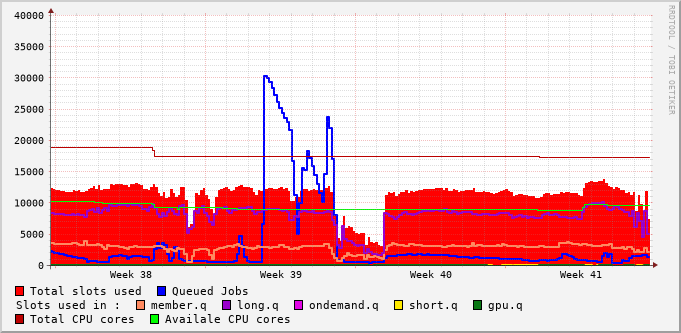 40000
35000
30000
25000
20000
15000
10000
5000
0
Week 38 Week 39 Week 40 Week 41
RRDTOOL / TOBI OETIKER
Total slots used Queued Jobs
Slots used in : member.q long.q ondemand.q short.q gpu.q
Total CPU cores Availale CPU cores